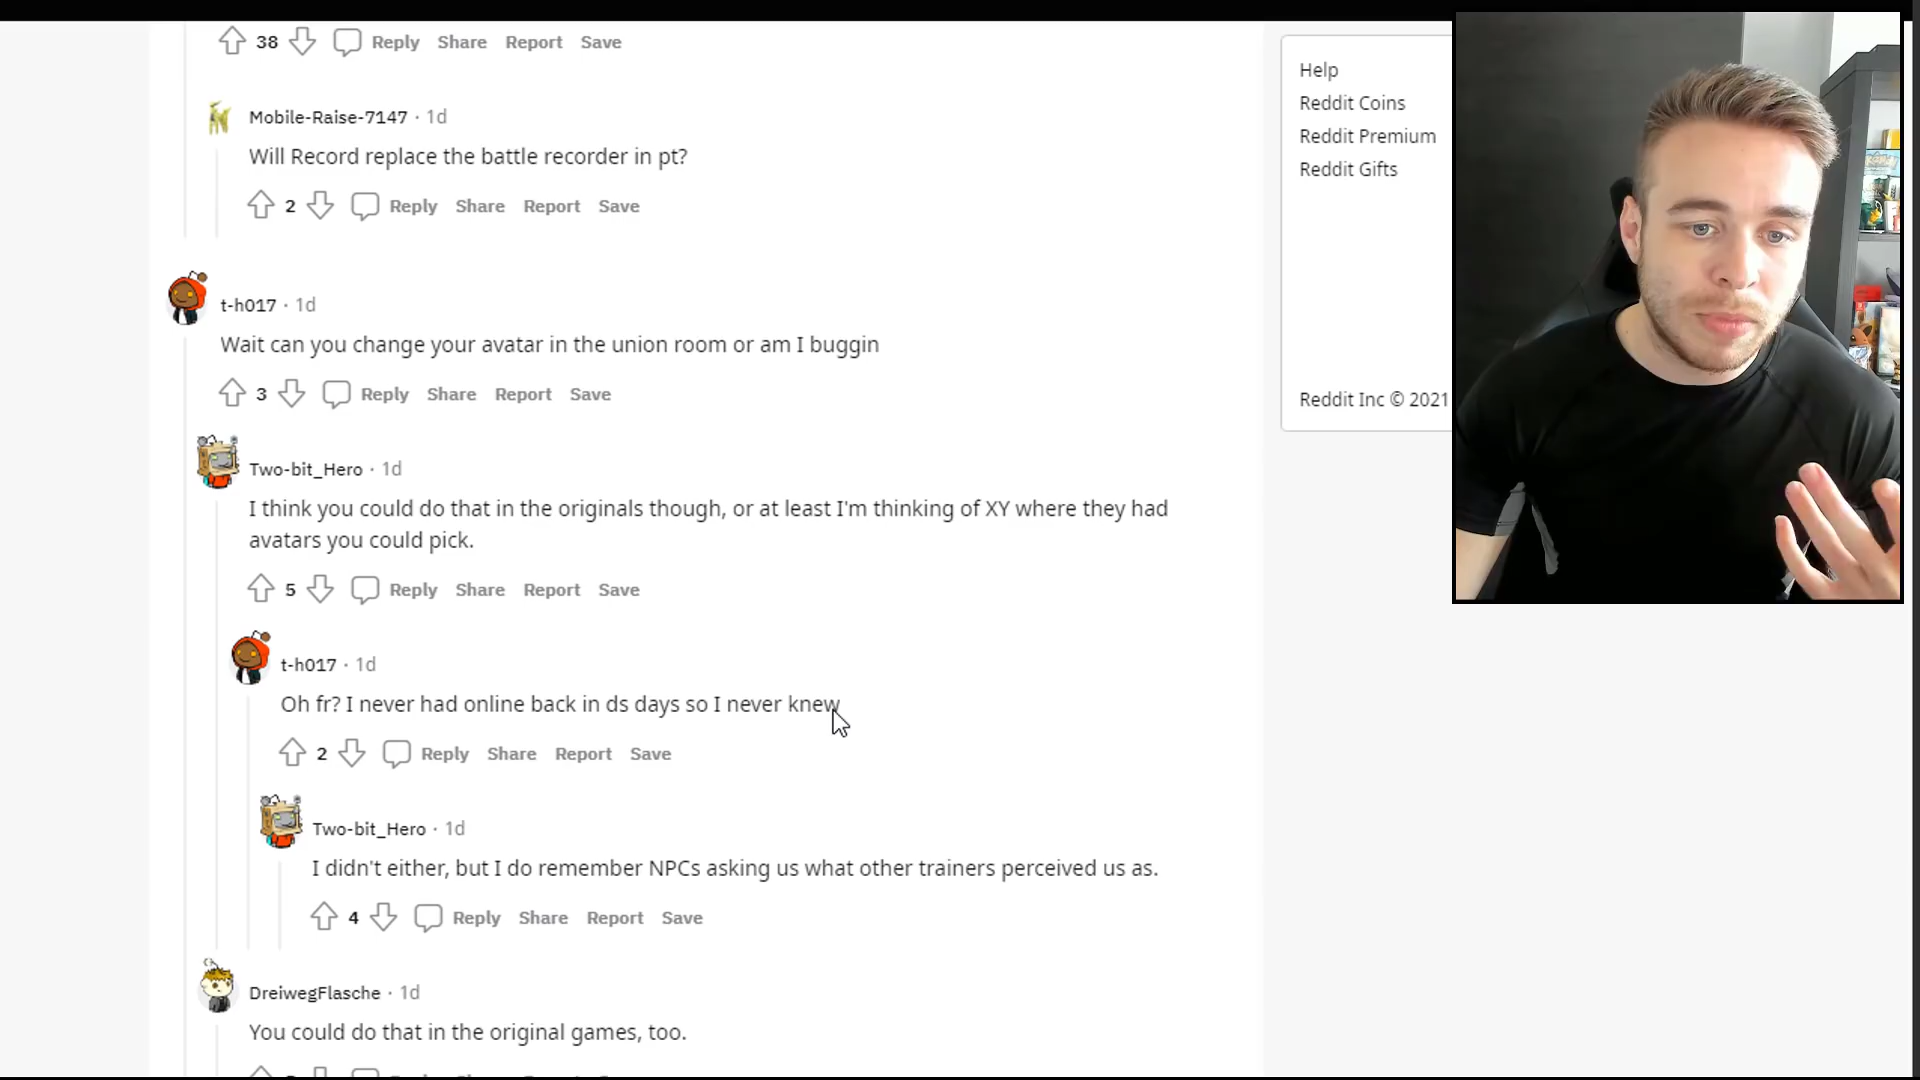 38 Reply Share Report Save
Mobile-Raise-7147 · 1d
Will Record replace the battle recorder in pt?
2 Reply Share Report Save
t-h017 · 1d
Wait can you change your avatar in the union room or am I buggin
3 Reply Share Report Save
Two-bit_Hero · 1d
I think you could do that in the originals though, or at least I'm thinking of XY where they had
avatars you could pick.
5 Reply Share Report Save
t-h017 · 1d
Oh fr? I never had online back in ds days so I never knew
2 Reply Share Report Save
Two-bit_Hero · 1d
I didn't either, but I do remember NPCs asking us what other trainers perceived us as.
4 Reply Share Report Save
DreiwegFlasche · 1d
You could do that in the original games, too.
Help
Reddit Coins
Reddit Premium
Reddit Gifts
Reddit Inc © 2021